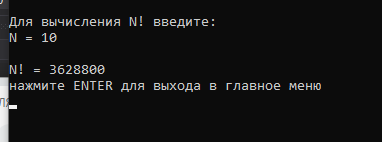 Для вычисления N! введите:
N = 10
N! = 3628800
нажмите ENTER для выхода в главное меню